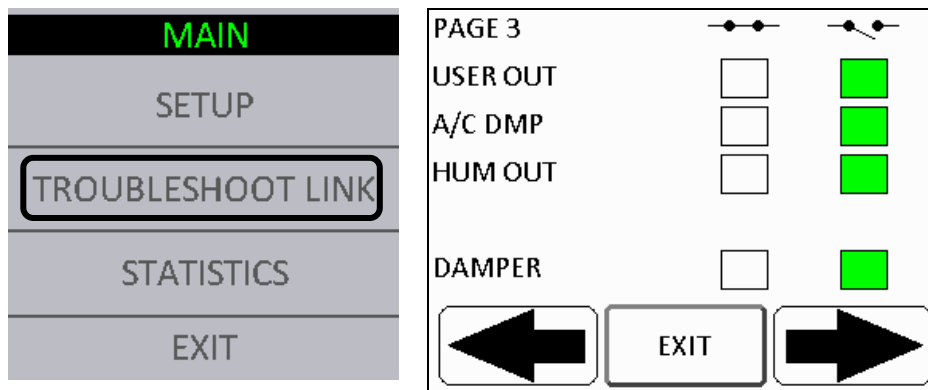 MAIN
SETUP
TROUBLESHOOT LINK
STATISTICS
EXIT
PAGE 3
USER OUT
A/C DMP
HUM OUT
DAMPER
EXIT